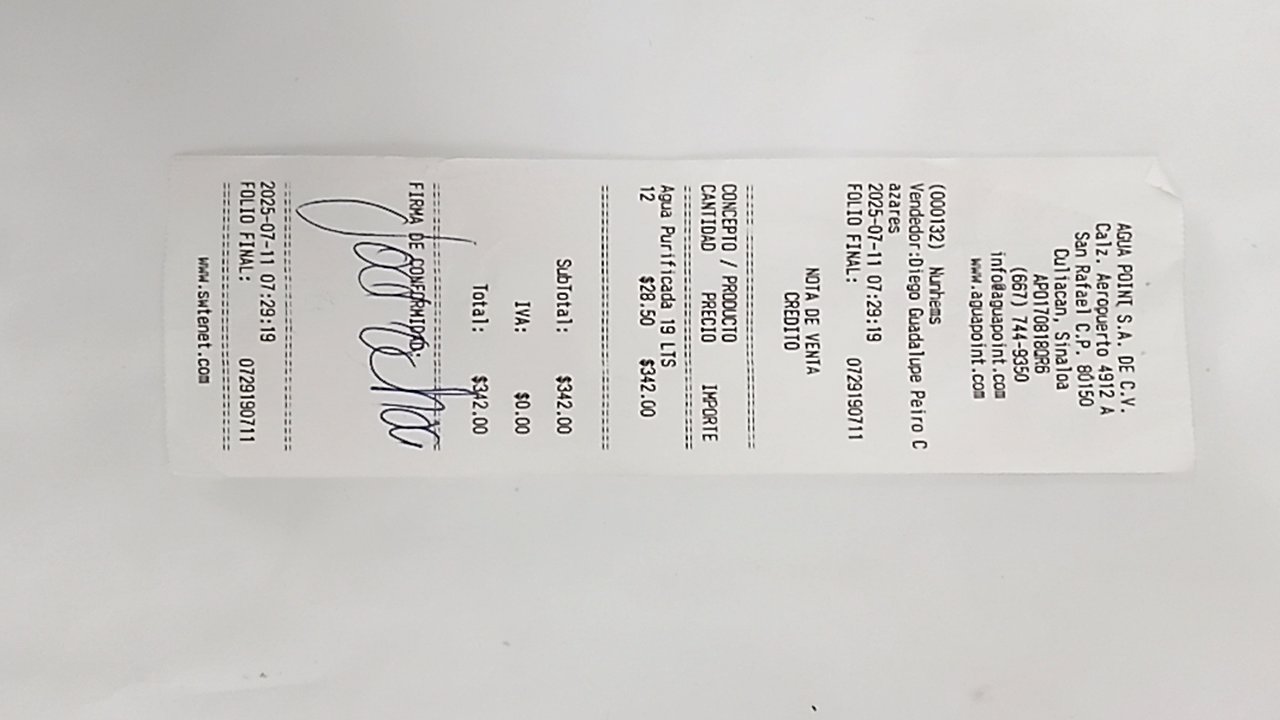 AGUA POINT S.A. DE C.V.
Calz. Aeropuerto 4912 A
San Rafael C.P. 80150
Culiacan, Sinaloa
APO170818QR6
(667) 744-9350
info@aguapoint.com
www.aguapoint.com
(000132) Nunhems
Vendedor:Diego Guadalupe Peiro C
azares
2025-07-11 07:29:19
FOLIO FINAL: 0729190711
NOTA DE VENTA
CREDITO
CONCEPTO / PRODUCTO
CANTIDAD PRECIO IMPORTE
Agua Purificada 19 LTS
12 $28.50 $342.00
SubTotal: $342.00
IVA: $0.00
Total: $342.00
FIRMA DE CONFORMIDAD:
2025-07-11 07:29:19
FOLIO FINAL: 0729190711
www.swtenet.com